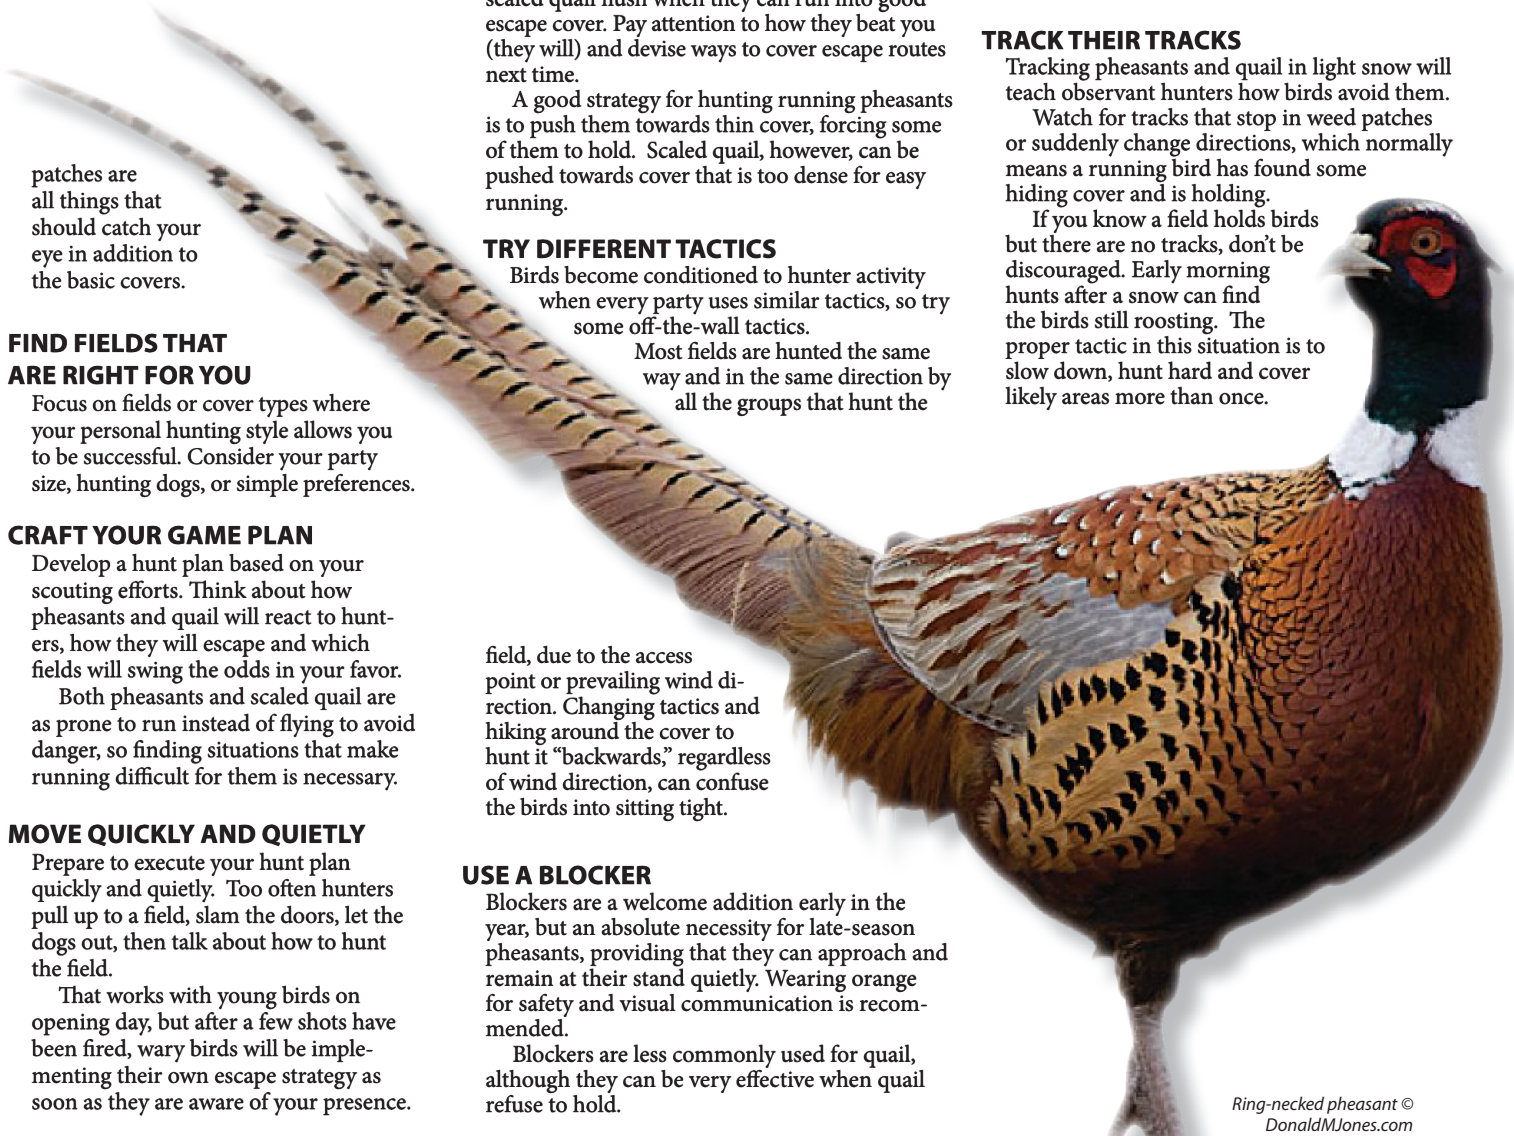 patches are
all things that
should catch your
eye in addition to
the basic covers.
FIND FIELDS THAT
ARE RIGHT FOR YOU
Focus on fields or cover types where
your personal hunting style allows you
to be successful. Consider your party
size, hunting dogs, or simple preferences.
CRAFT YOUR GAME PLAN
Develop a hunt plan based on your
scouting efforts. Think about how
pheasants and quail will react to hunt-
ers, how they will escape and which
fields will swing the odds in your favor.
Both pheasants and scaled quail are
as prone to run instead of flying to avoid
danger, so finding situations that make
running difficult for them is necessary.
MOVE QUICKLY AND QUIETLY
Prepare to execute your hunt plan
quickly and quietly.  Too often hunters
pull up to a field, slam the doors, let the
dogs out, then talk about how to hunt
the field.
That works with young birds on
opening day, but after a few shots have
been fired, wary birds will be imple-
menting their own escape strategy as
soon as they are aware of your presence.
scaled quail flush when they can run into good
escape cover. Pay attention to how they beat you
(they will) and devise ways to cover escape routes
next time.
A good strategy for hunting running pheasants
is to push them towards thin cover, forcing some
of them to hold.  Scaled quail, however, can be
pushed towards cover that is too dense for easy
running.
TRY DIFFERENT TACTICS
Birds become conditioned to hunter activity
when every party uses similar tactics, so try
some off-the-wall tactics.
Most fields are hunted the same
way and in the same direction by
all the groups that hunt the
field, due to the access
point or prevailing wind di-
rection. Changing tactics and
hiking around the cover to
hunt it “backwards,” regardless
of wind direction, can confuse
the birds into sitting tight.
USE A BLOCKER
Blockers are a welcome addition early in the
year, but an absolute necessity for late-season
pheasants, providing that they can approach and
remain at their stand quietly. Wearing orange
for safety and visual communication is recom-
mended.
Blockers are less commonly used for quail,
although they can be very effective when quail
refuse to hold.
TRACK THEIR TRACKS
Tracking pheasants and quail in light snow will
teach observant hunters how birds avoid them.
Watch for tracks that stop in weed patches
or suddenly change directions, which normally
means a running bird has found some
hiding cover and is holding.
If you know a field holds birds
but there are no tracks, don’t be
discouraged. Early morning
hunts after a snow can find
the birds still roosting.  The
proper tactic in this situation is to
slow down, hunt hard and cover
likely areas more than once.
Ring-necked pheasant ©
DonaldMJones.com